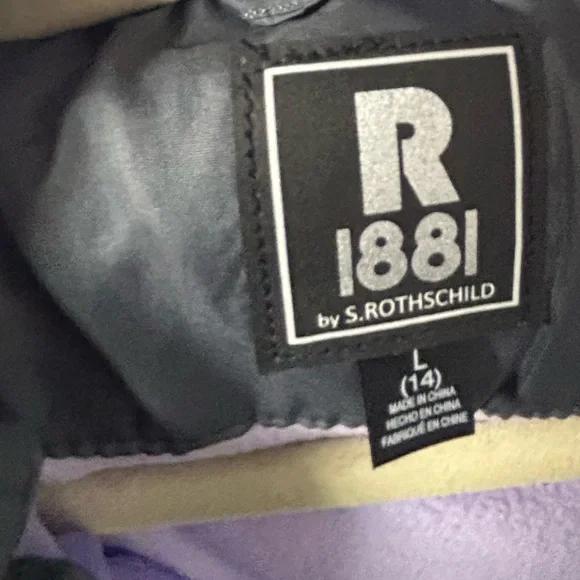 R
1881
by S.ROTHSCHILD
L
(14)
MADE IN CHINA
HECHO EN CHINA
FABRIQUÉ EN CHINE